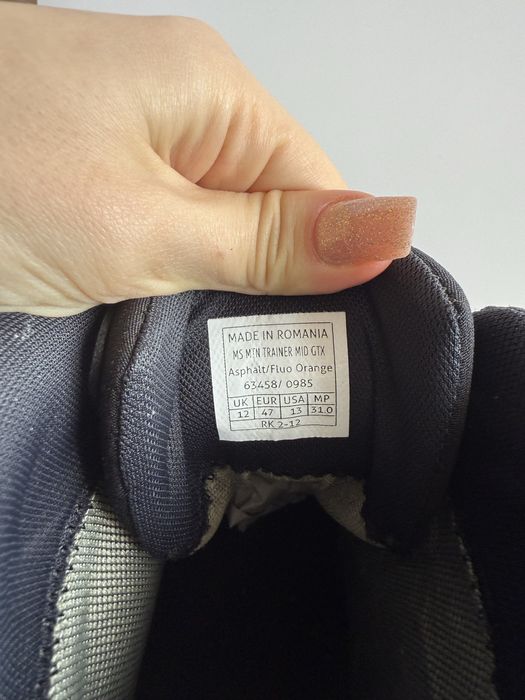 MADE IN ROMANIA
MS MTN TRAINER MID GTX
Asphalt/Fluo Orange
63458/ 0985
UK EUR USA MP
12 47 13 31.0
RK 2-12